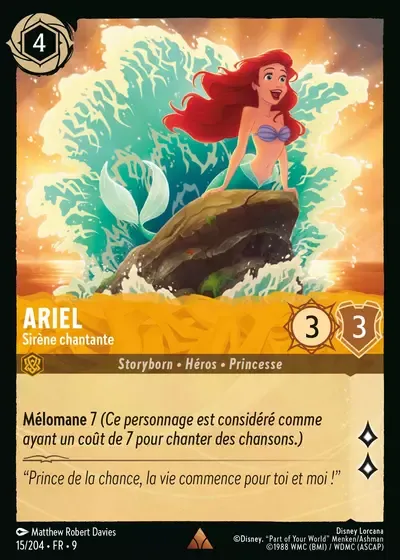 4
ARIEL
Sirène chantante
3
3
Storyborn • Héros • Princesse
Mélomane 7 (Ce personnage est considéré comme
ayant un coût de 7 pour chanter des chansons.)
“Prince de la chance, la vie commence pour toi et moi !”
Matthew Robert Davies
15/204 • FR • 9
Disney Lorcana
©Disney. "Part of Your World" Menken/Ashman
©1988 WMC (BMI) / WDMC (ASCAP)